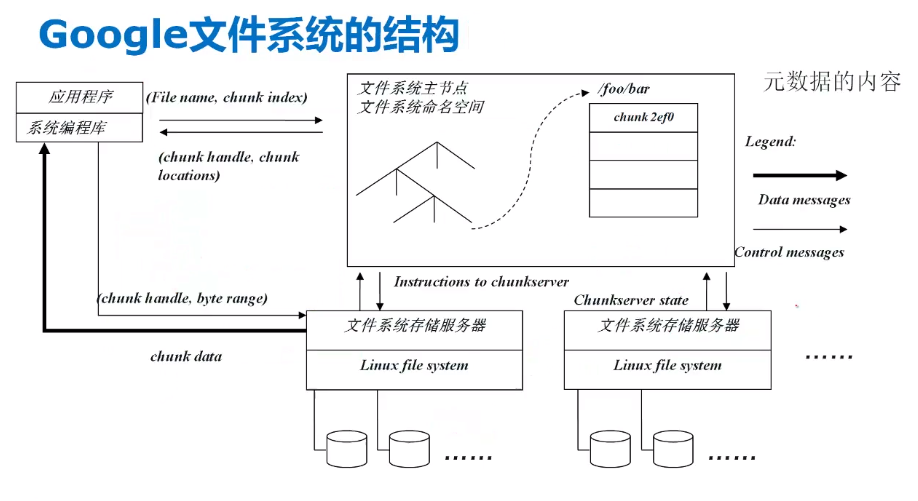 Google文件系统的结构
应用程序
系统编程库
(File name, chunk index)
(chunk handle, chunk
locations)
文件系统主节点
文件系统命名空间
/foo/bar
chunk 2ef0
元数据的内容
Legend:
Data messages
Control messages
Instructions to chunkserver
Chunkserver state
(chunk handle, byte range)
chunk data
文件系统存储服务器
Linux file system
文件系统存储服务器
Linux file system
......
......
......